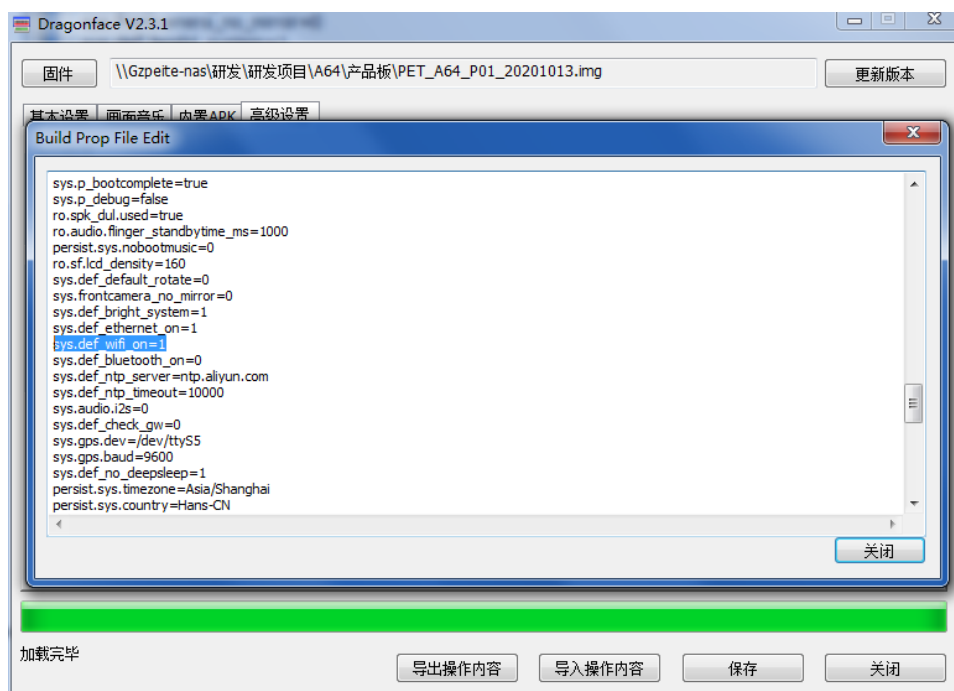 Dragonface V2.3.1
固件 \\Gzpeite-nas\研发\研发项目\A64\产品板\PET_A64_P01_20201013.img 更新版本
基本设置 画面音乐 内置APK 高级设置
Build Prop File Edit
sys.p_bootcomplete=true
sys.p_debug=false
ro.spk_dul.used=true
ro.audio.flinger_standbytime_ms=1000
persist.sys.nobootmusic=0
ro.sf.lcd_density=160
sys.def_default_rotate=0
sys.frontcamera_no_mirror=0
sys.def_bright_system=1
sys.def_ethernet_on=1
sys.def_wifi_on=1
sys.def_bluetooth_on=0
sys.def_ntp_server=ntp.aliyun.com
sys.def_ntp_timeout=10000
sys.audio.i2s=0
sys.def_check_gw=0
sys.gps.dev=/dev/ttyS5
sys.gps.baud=9600
sys.def_no_deepsleep=1
persist.sys.timezone=Asia/Shanghai
persist.sys.country=Hans-CN
关闭
加载完毕
导出操作内容 导入操作内容 保存 关闭